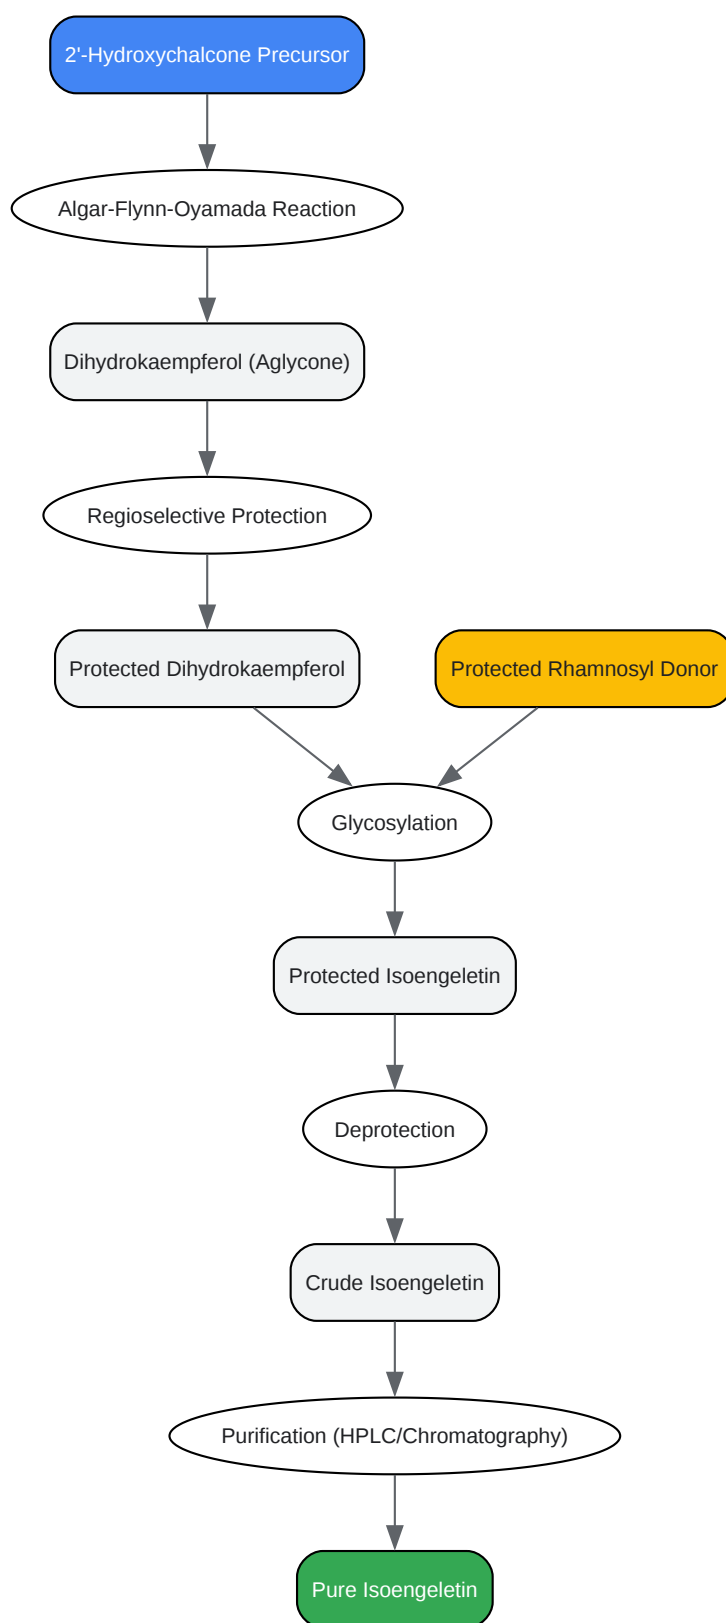 2'-Hydroxychalcone Precursor
Algar-Flynn-Oyamada Reaction
Dihydrokaempferol (Aglycone)
Regioselective Protection
Protected Dihydrokaempferol
Protected Rhamnosyl Donor
Glycosylation
Protected Isoengeletin
Deprotection
Crude Isoengeletin
Purification (HPLC/Chromatography)
Pure Isoengeletin